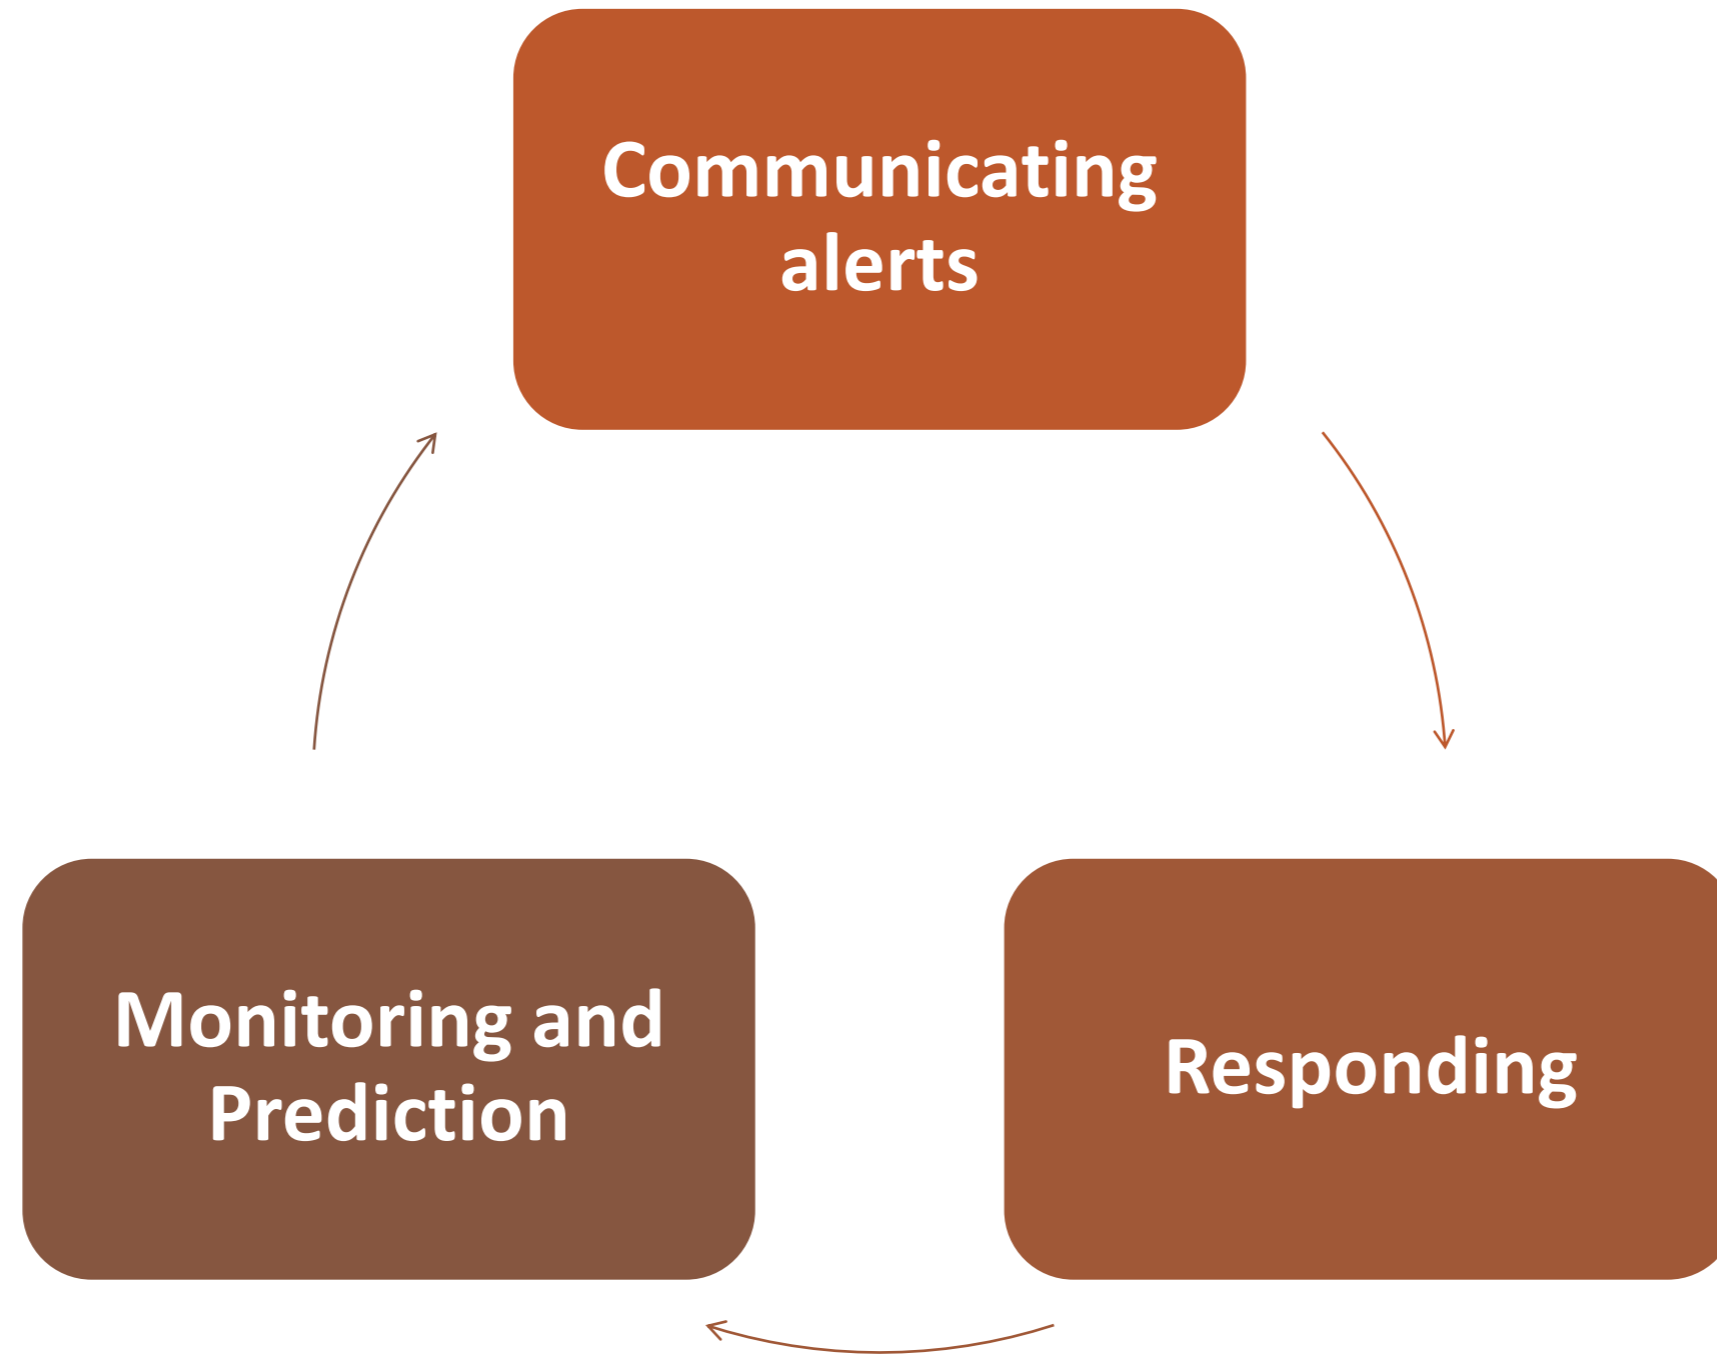 Communicating
alerts
Monitoring and
Prediction
Responding